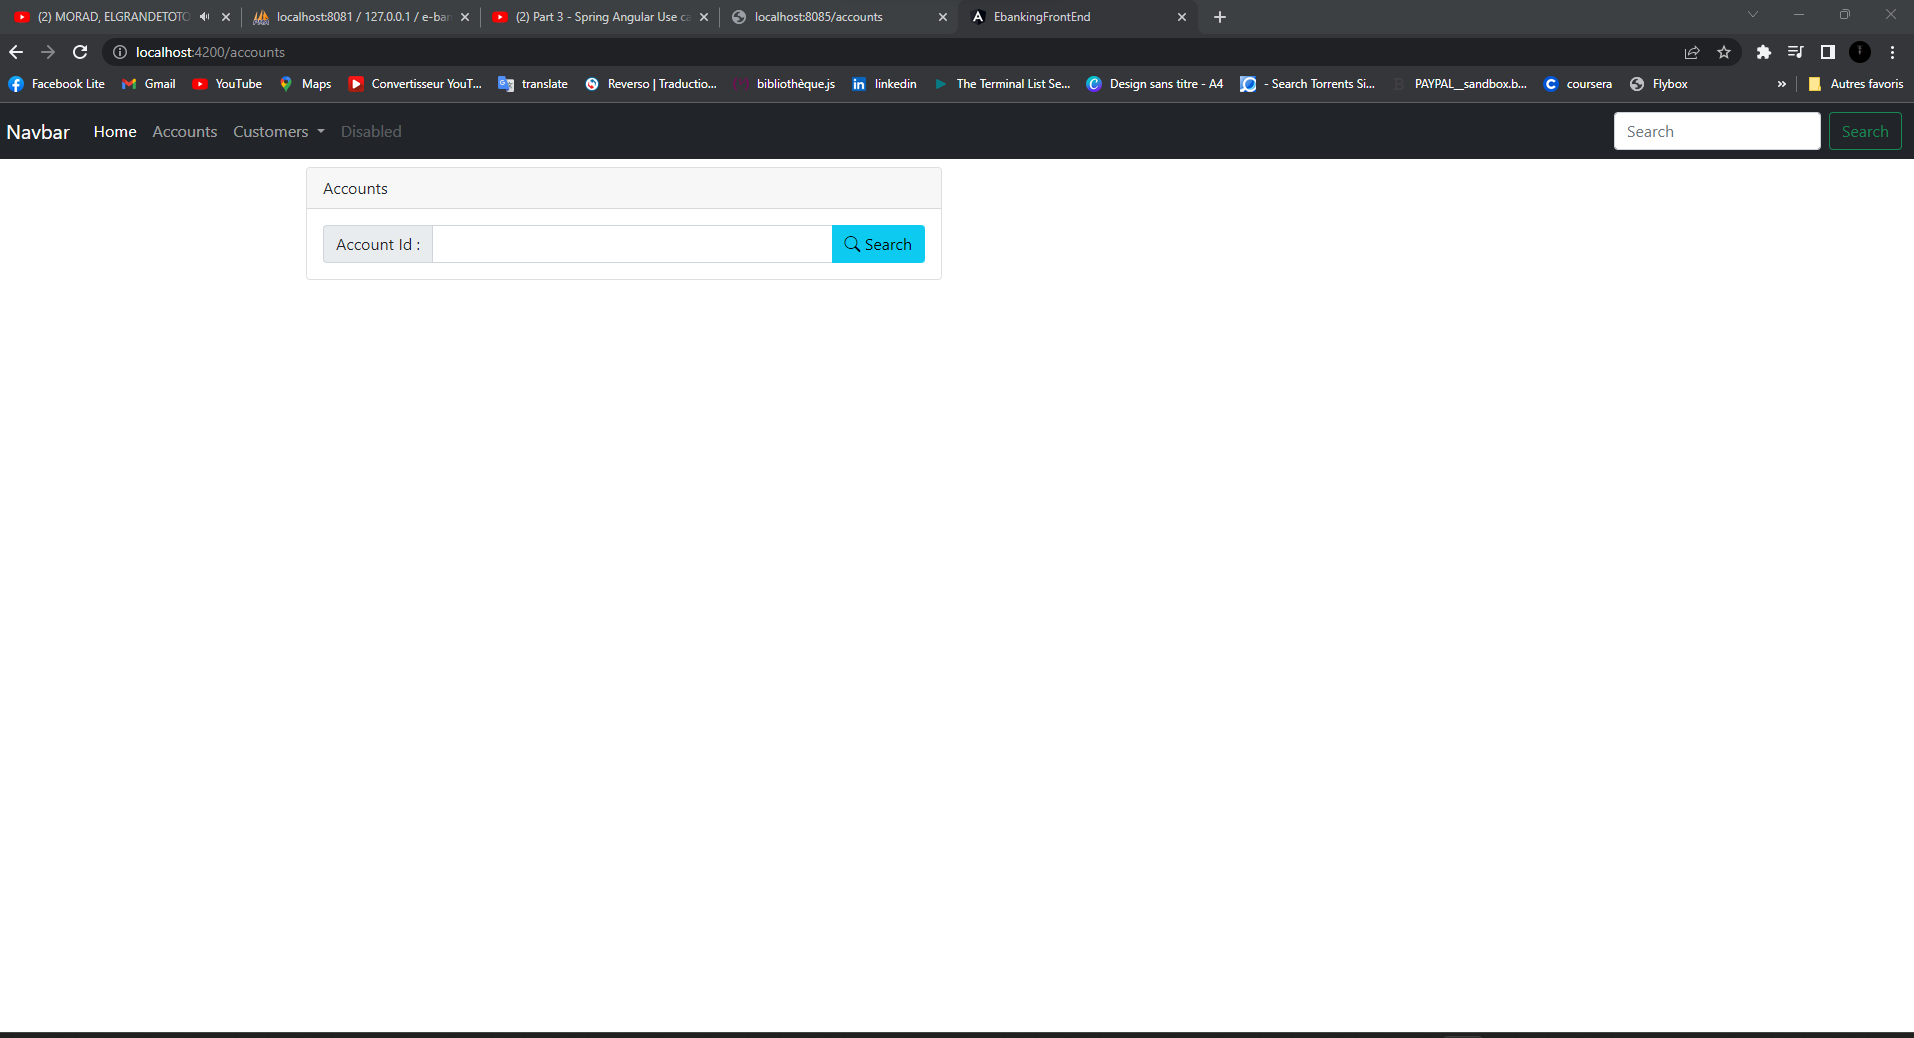 (2) MORAD, ELGRANDETOTO
localhost:8081 / 127.0.0.1 / e-ban
(2) Part 3 - Spring Angular Use ca
localhost:8085/accounts
EbankingFrontEnd
localhost:4200/accounts
Facebook Lite Gmail YouTube Maps Convertisseur YouT... translate Reverso | Traductio... bibliothèque.js linkedin The Terminal List Se... Design sans titre - A4 - Search Torrents Si... PAYPAL__sandbox.b... coursera Flybox » Autres favoris
Navbar Home Accounts Customers Disabled Search Search
Accounts
Account Id : Search